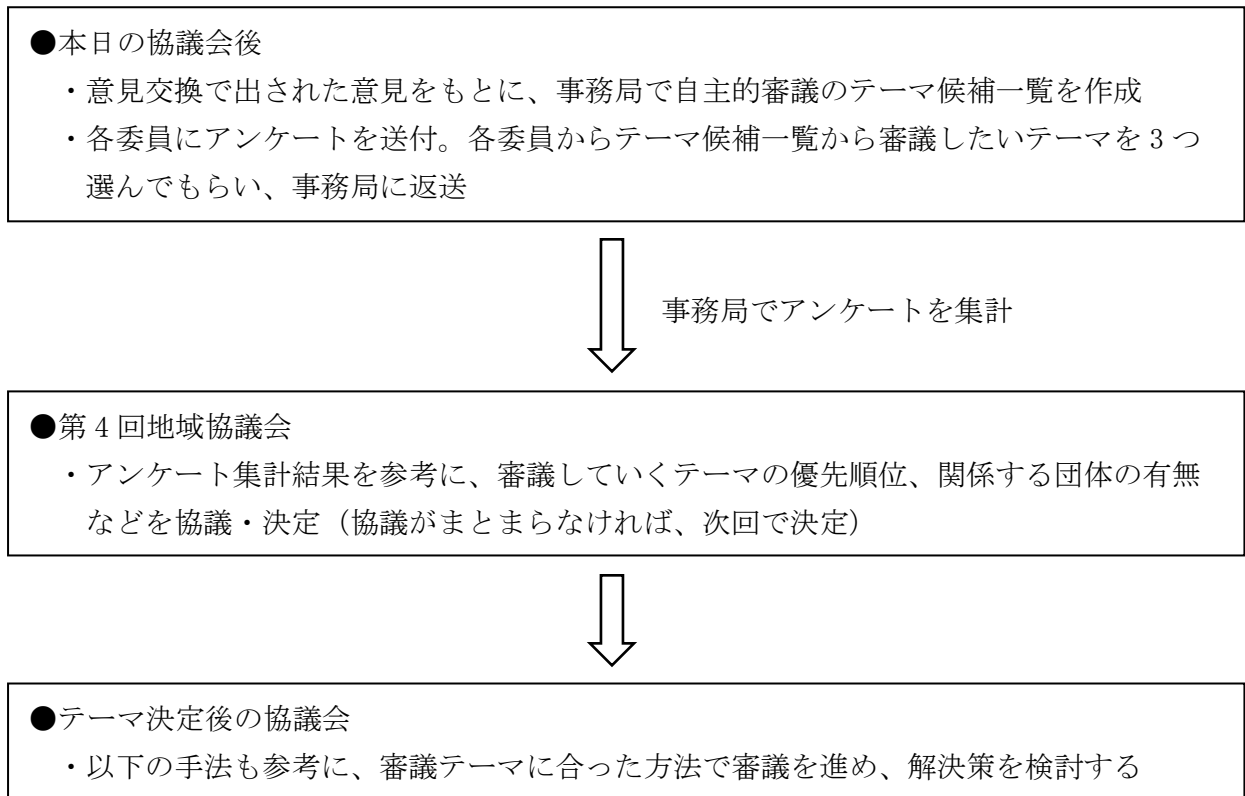 ●本日の協議会後
・意見交換で出された意見をもとに、事務局で自主的審議のテーマ候補一覧を作成
・各委員にアンケートを送付。各委員からテーマ候補一覧から審議したいテーマを3つ
選んでもらい、事務局に返送
事務局でアンケートを集計
●第4回地域協議会
・アンケート集計結果を参考に、審議していくテーマの優先順位、関係する団体の有無
などを協議・決定（協議がまとまらなければ、次回で決定）
●テーマ決定後の協議会
・以下の手法も参考に、審議テーマに合った方法で審議を進め、解決策を検討する